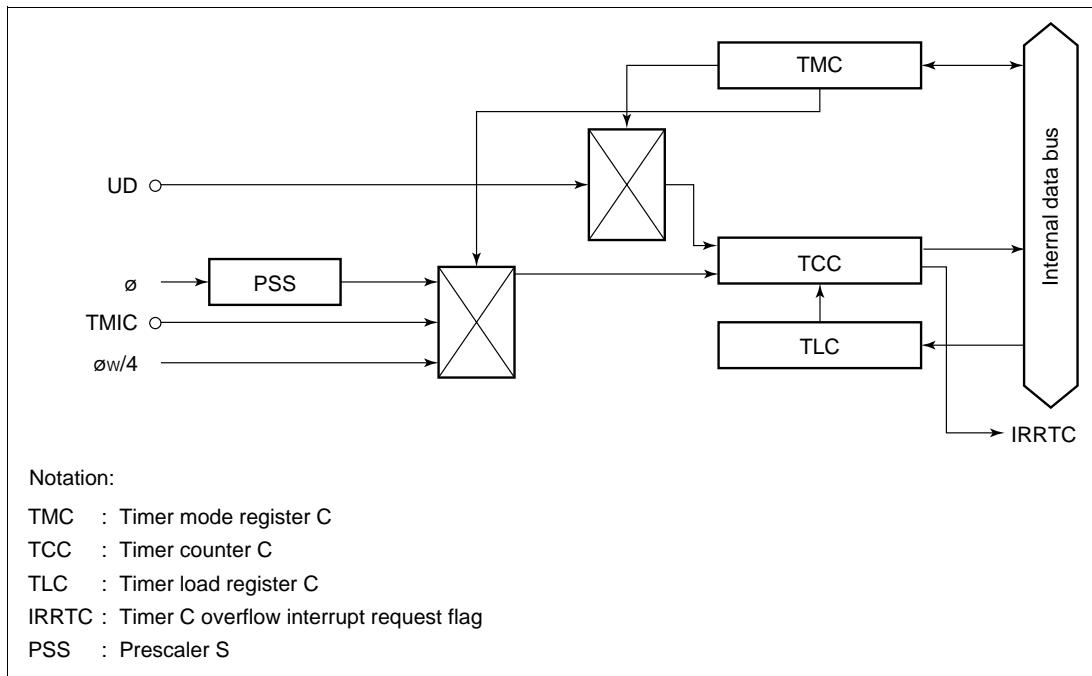 TMC
UD
TCC
ø
PSS
TMIC
TLC
øw/4
Internal data bus
IRRTC
Notation:
TMC : Timer mode register C
TCC : Timer counter C
TLC : Timer load register C
IRRTC : Timer C overflow interrupt request flag
PSS : Prescaler S